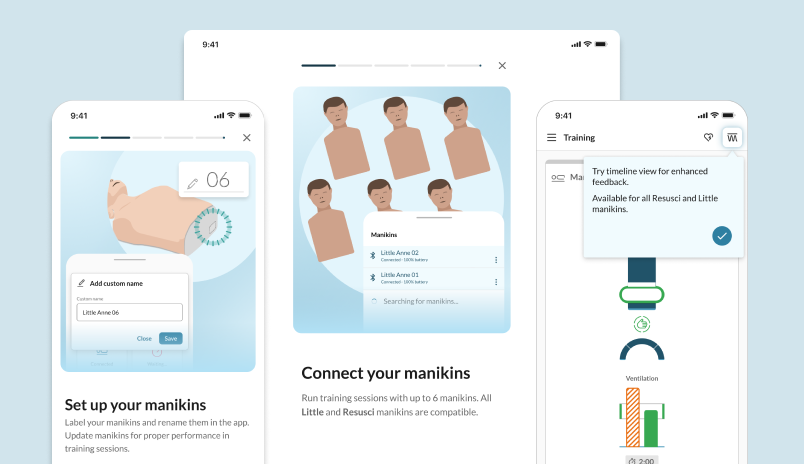 9:41
06
Add custom name
Custom name
Little Anne 06
Close
Save
Set up your manikins
Label your manikins and rename them in the app.
Update manikins for proper performance in
training sessions.
9:41
Manikins
Little Anne 02
Connected · 100% battery
Little Anne 01
Connected · 100% battery
Searching for manikins...
Connect your manikins
Run training sessions with up to 6 manikins. All
Little and Resusci manikins are compatible.
9:41
Training
Try timeline view for enhanced
feedback.
Available for all Resusci and Little
manikins.
Ventilation
2:00